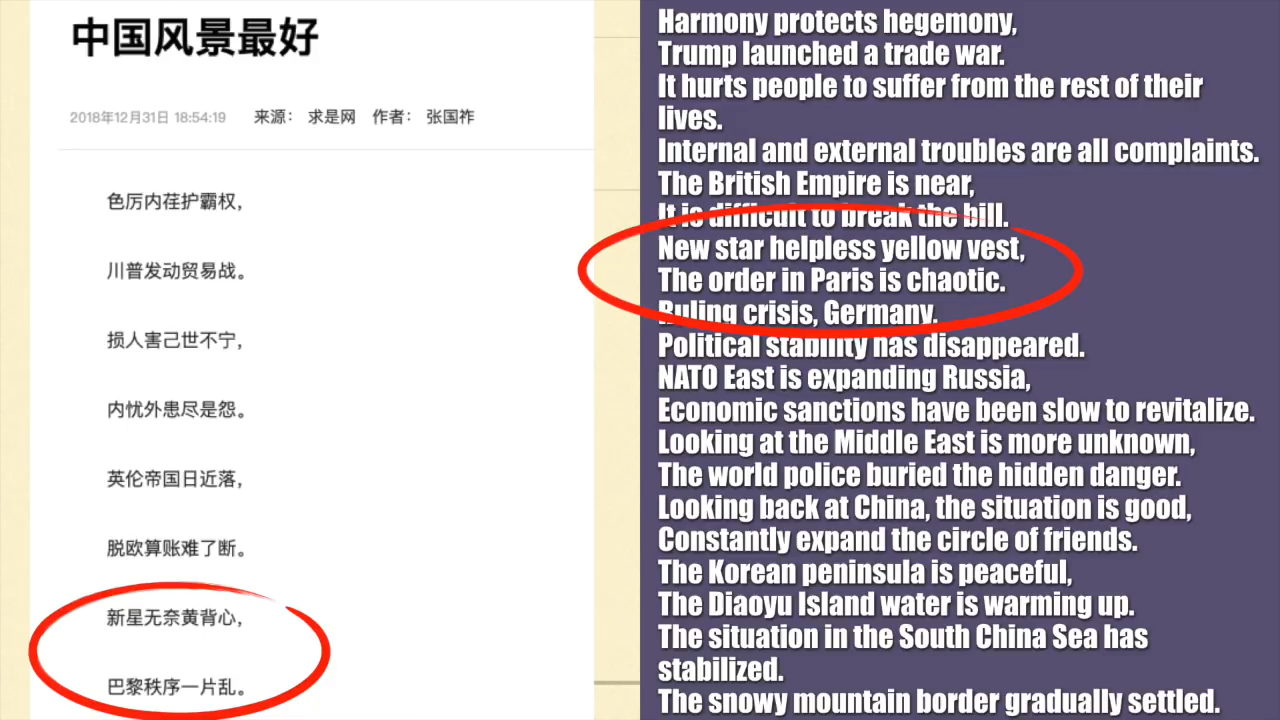 中国风景最好
2018年12月31日 18:54:19 来源： 求是网 作者： 张国祚
色厉内荏护霸权，
川普发动贸易战。
损人害己世不宁，
内忧外患尽是怨。
英伦帝国日近落，
脱欧算账难了断。
新星无奈黄背心，
巴黎秩序一片乱。
Harmony protects hegemony,
Trump launched a trade war.
It hurts people to suffer from the rest of their
lives.
Internal and external troubles are all complaints.
The British Empire is near,
It is difficult to break the bill.
New star helpless yellow vest,
The order in Paris is chaotic.
Ruling crisis, Germany.
Political stability has disappeared.
NATO East is expanding Russia,
Economic sanctions have been slow to revitalize.
Looking at the Middle East is more unknown,
The world police buried the hidden danger.
Looking back at China, the situation is good,
Constantly expand the circle of friends.
The Korean peninsula is peaceful,
The Diaoyu Island water is warming up.
The situation in the South China Sea has
stabilized.
The snowy mountain border gradually settled.